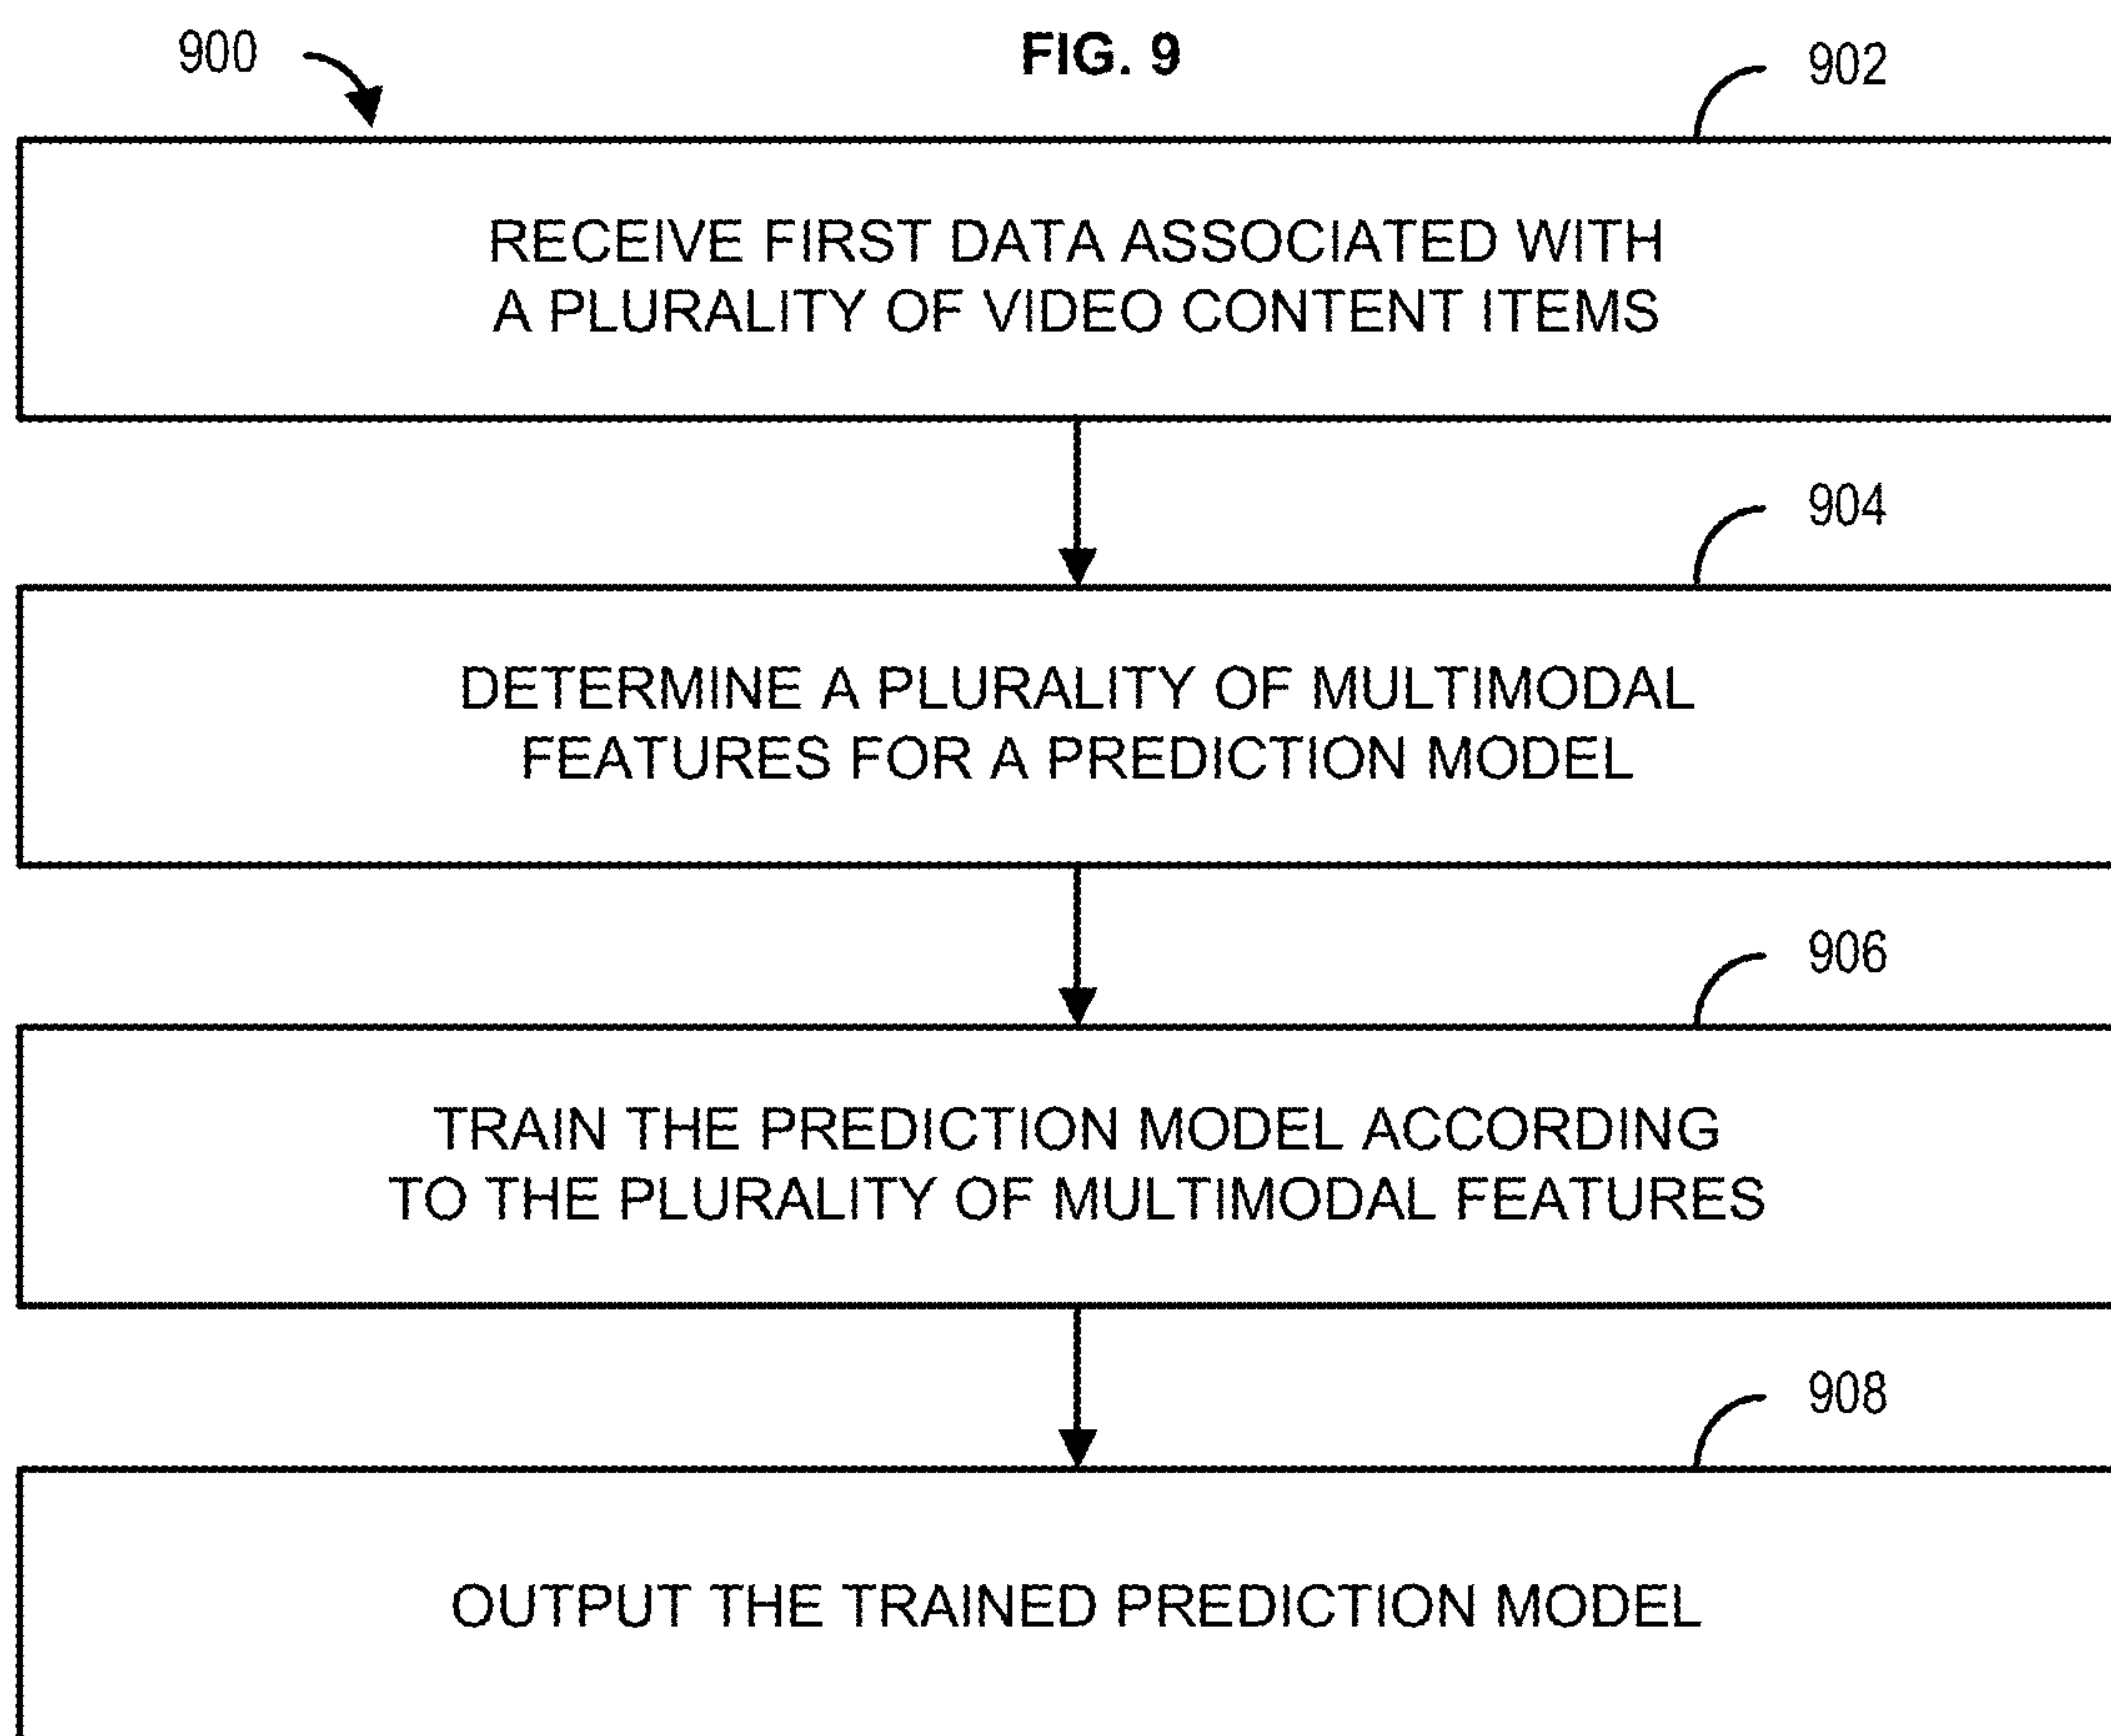 900
FIG. 9
902
RECEIVE FIRST DATA ASSOCIATED WITH
A PLURALITY OF VIDEO CONTENT ITEMS
904
DETERMINE A PLURALITY OF MULTIMODAL
FEATURES FOR A PREDICTION MODEL
906
TRAIN THE PREDICTION MODEL ACCORDING
TO THE PLURALITY OF MULTIMODAL FEATURES
908
OUTPUT THE TRAINED PREDICTION MODEL